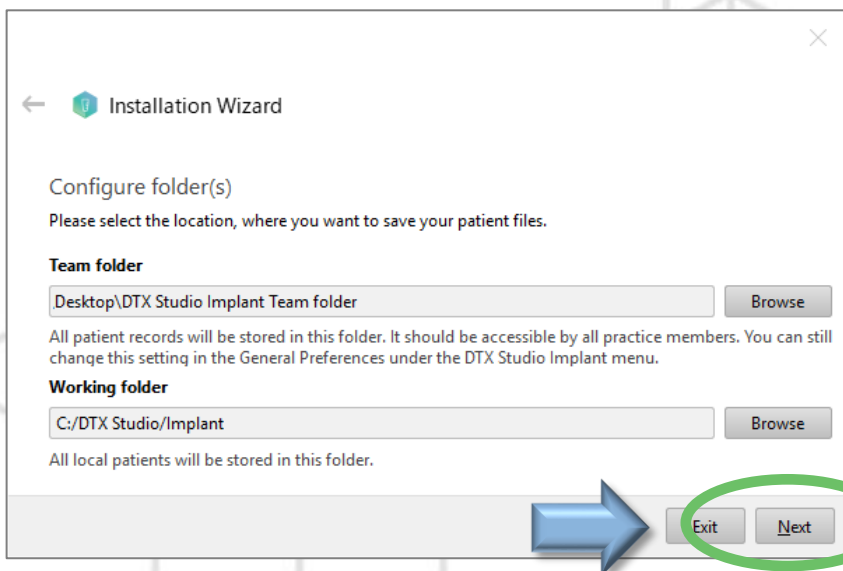 Installation Wizard
Configure folder(s)
Please select the location, where you want to save your patient files.
Team folder
Desktop\DTX Studio Implant Team folder
Browse
All patient records will be stored in this folder. It should be accessible by all practice members. You can still
change this setting in the General Preferences under the DTX Studio Implant menu.
Working folder
C:/DTX Studio/Implant
Browse
All local patients will be stored in this folder.
Exit
Next